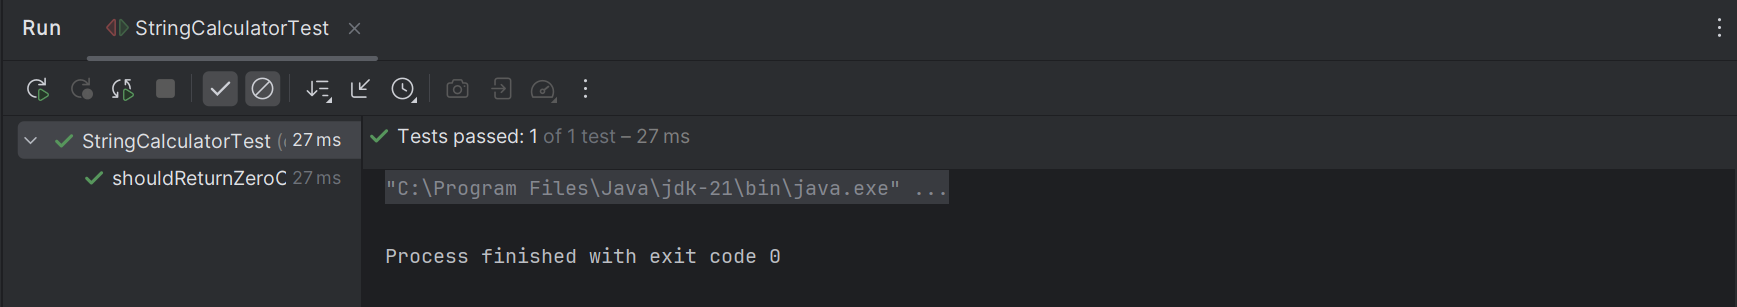 Run StringCalculatorTest
StringCalculatorTest 27 ms
shouldReturnZero 27 ms
Tests passed: 1 of 1 test – 27 ms
"C:\Program Files\Java\jdk-21\bin\java.exe" ...
Process finished with exit code 0